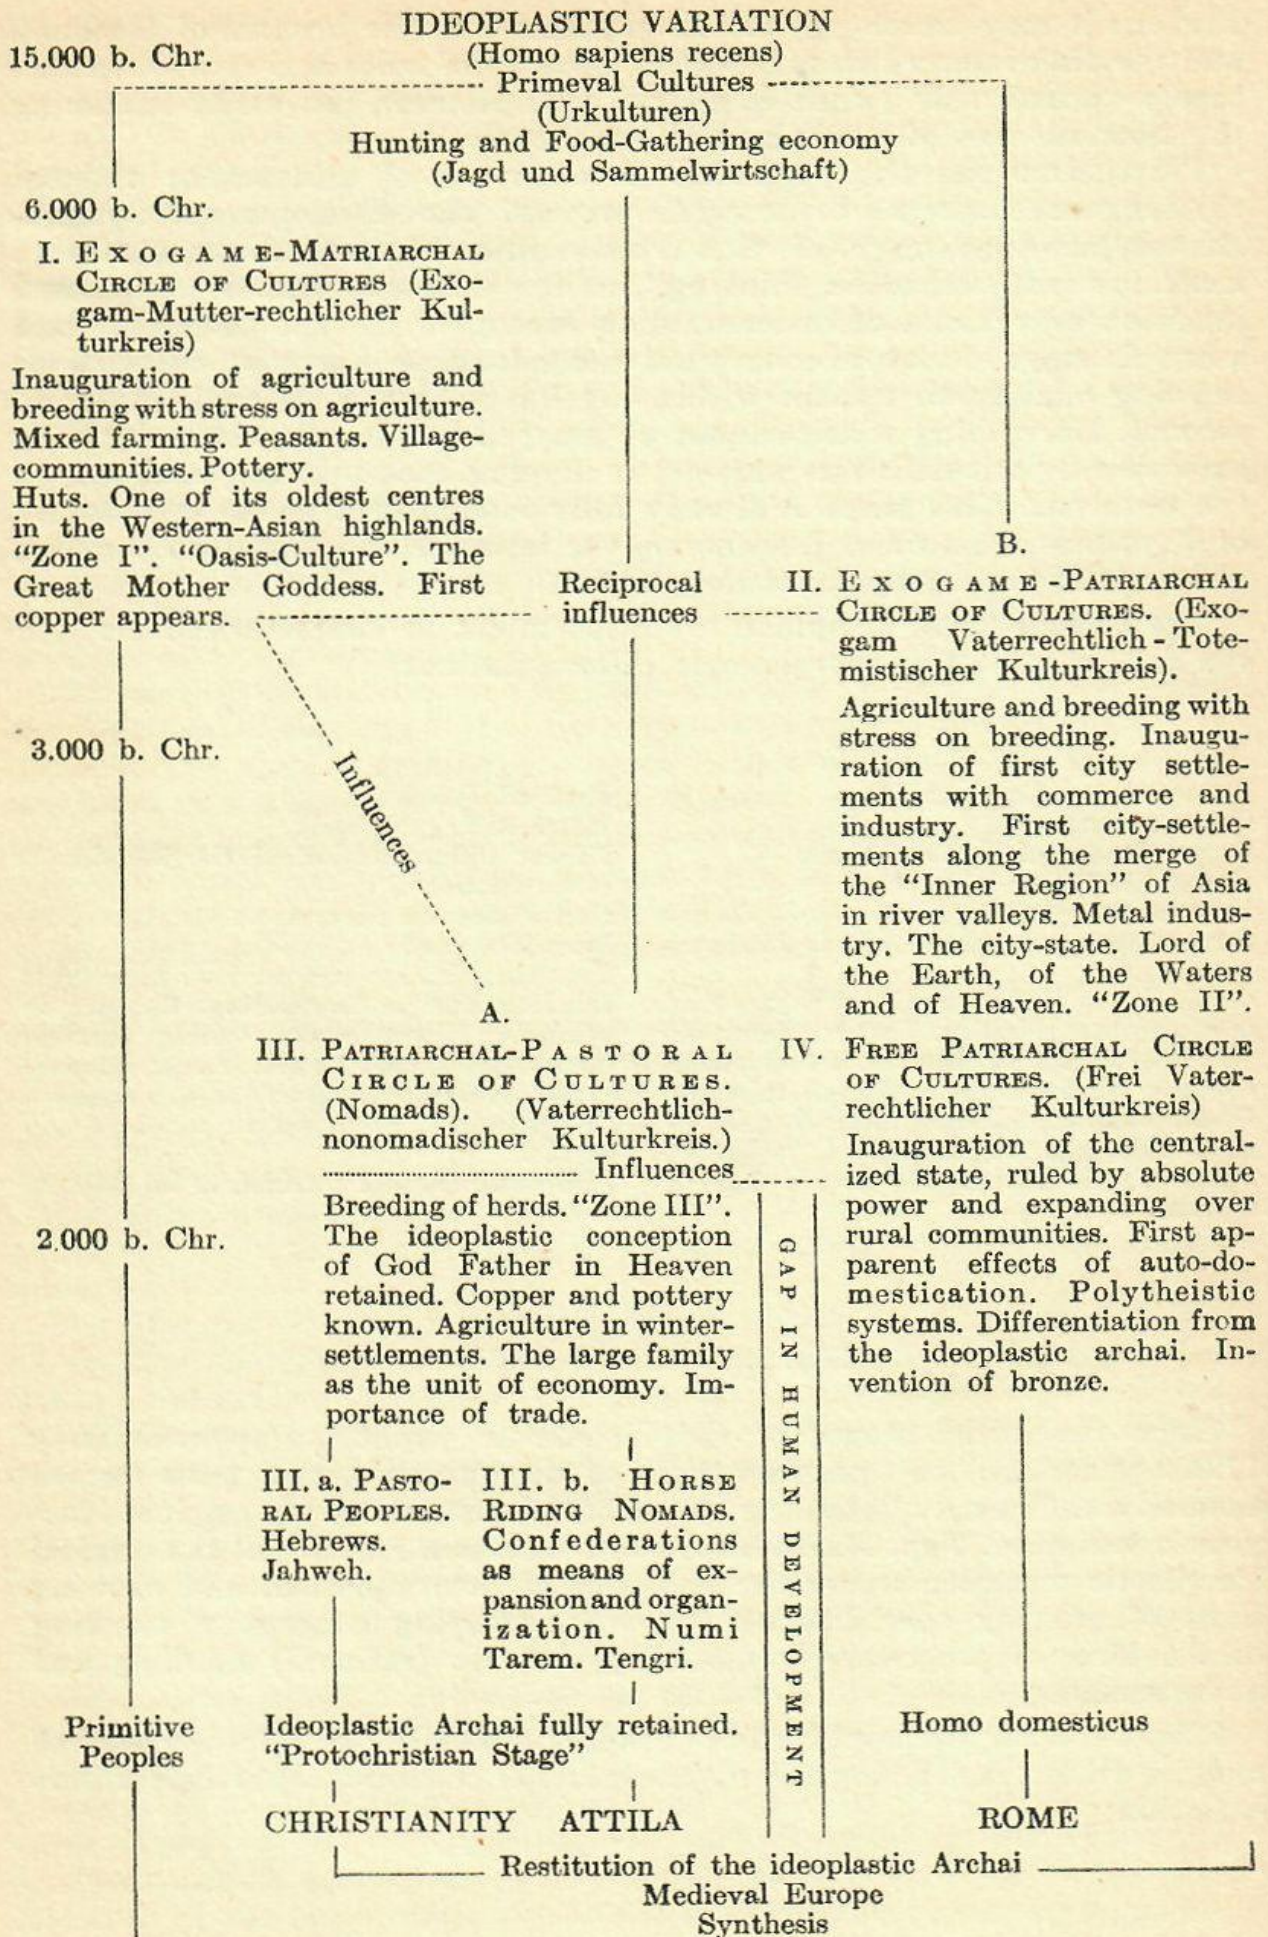 IDEOPLASTIC VARIATION
15.000 b. Chr.
(Homo sapiens recens)
Primeval Cultures
(Urkulturen)
Hunting and Food-Gathering economy
(Jagd und Sammelwirtschaft)
6.000 b. Chr.
I. EXOGAME-MATRIARCHAL
CIRCLE OF CULTURES (Exo-
gam-Mutter-rechtlicher Kul-
turkreis)
Inauguration of agriculture and
breeding with stress on agriculture.
Mixed farming. Peasants. Village-
communities. Pottery.
Huts. One of its oldest centres
in the Western-Asian highlands.
"Zone I". "Oasis-Culture". The
Great Mother Goddess. First
copper appears.
Reciprocal
influences
B.
II. EXOGAME-PATRIARCHAL
CIRCLE OF CULTURES. (Exo-
gam Vaterrechtlich-Tote-
mistischer Kulturkreis).
Agriculture and breeding with
stress on breeding. Inaugu-
ration of first city settle-
ments with commerce and
industry. First city-settle-
ments along the merge of
the "Inner Region" of Asia
in river valleys. Metal indus-
try. The city-state. Lord of
the Earth, of the Waters
and of Heaven. "Zone II".
3.000 b. Chr.
Influences
A.
III. PATRIARCHAL-PASTORAL
CIRCLE OF CULTURES.
(Nomads). (Vaterrechtlich-
nonomadischer Kulturkreis.)
Influences
Breeding of herds. "Zone III".
The ideoplastic conception
of God Father in Heaven
retained. Copper and pottery
known. Agriculture in winter-
settlements. The large family
as the unit of economy. Im-
portance of trade.
2.000 b. Chr.
IV. FREE PATRIARCHAL CIRCLE
OF CULTURES. (Frei Vater-
rechtlicher Kulturkreis)
Inauguration of the central-
ized state, ruled by absolute
power and expanding over
rural communities. First ap-
parent effects of auto-do-
mestication. Polytheistic
systems. Differentiation from
the ideoplastic archai. In-
vention of bronze.
GAP IN HUMAN DEVELOPMENT
III. a. PASTO-
RAL PEOPLES.
Hebrews.
Jahweh.
III. b. HORSE
RIDING NOMADS.
Confederations
as means of ex-
pansion and organ-
ization. Numi
Tarem. Tengri.
Primitive
Peoples
Ideoplastic Archai fully retained.
"Protochristian Stage"
Homo domesticus
CHRISTIANITY ATTILA
ROME
Restitution of the ideoplastic Archai
Medieval Europe
Synthesis